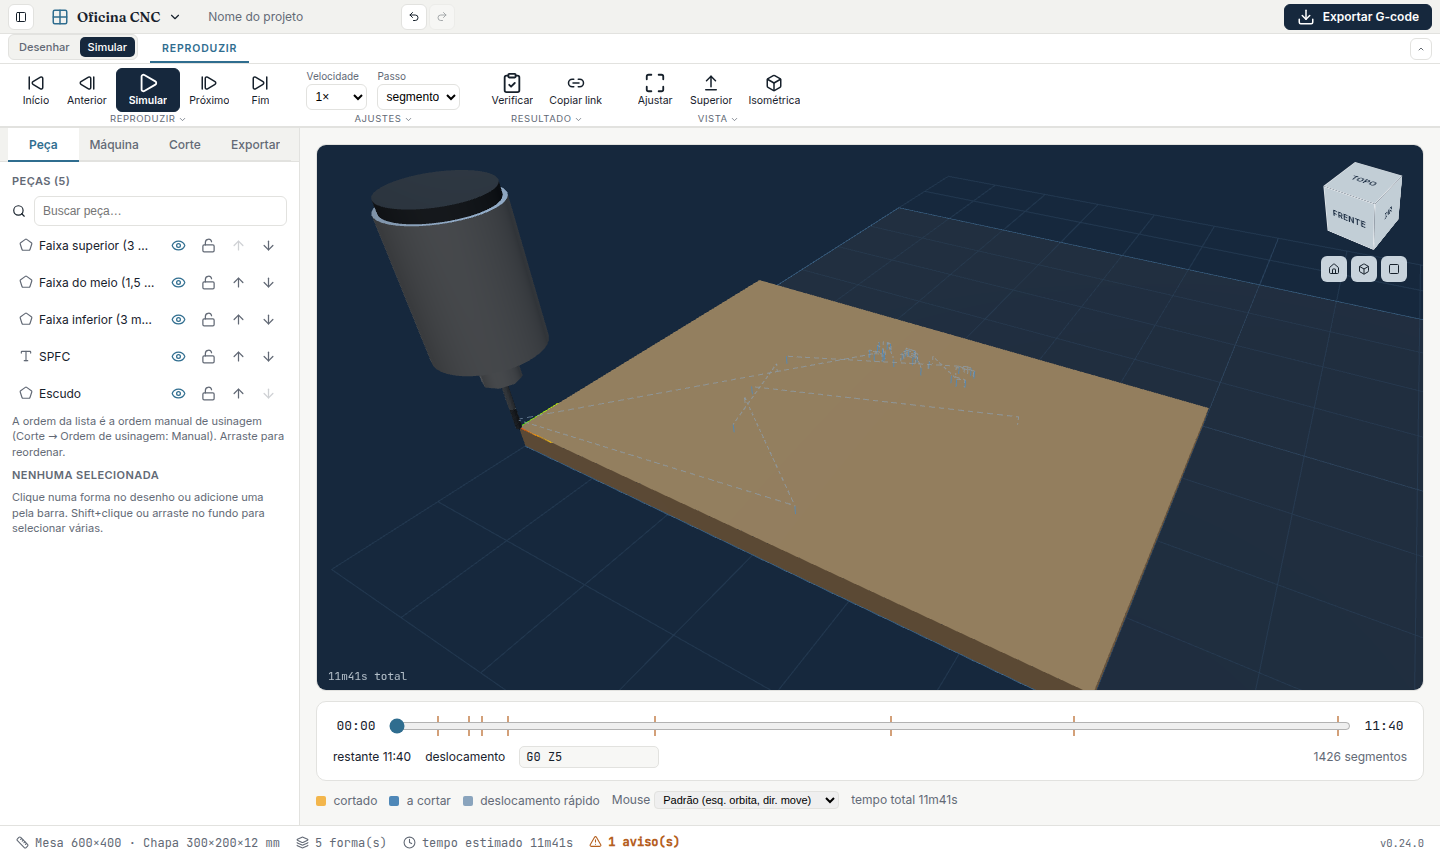 Oficina CNC
Nome do projeto
Exportar G-code
Desenhar
Simular
REPRODUZIR
Início
Anterior
Simular
Próximo
Fim
REPRODUZIR
Velocidade
1×
Passo
segmento
AJUSTES
Verificar
Copiar link
RESULTADO
Ajustar
Superior
Isométrica
VISTA
Peça
Máquina
Corte
Exportar
PEÇAS (5)
Buscar peça…
Faixa superior (3 ...
Faixa do meio (1,5 ...
Faixa inferior (3 m...
SPFC
Escudo
A ordem da lista é a ordem manual de usinagem
(Corte → Ordem de usinagem: Manual). Arraste para
reordenar.
NENHUMA SELECIONADA
Clique numa forma no desenho ou adicione uma
pela barra. Shift+clique ou arraste no fundo para
selecionar várias.
TOPO
FRENTE
11m41s total
00:00
11:40
restante 11:40
deslocamento
G0 Z5
1426 segmentos
cortado
a cortar
deslocamento rápido
Mouse
Padrão (esq. orbita, dir. move)
tempo total 11m41s
Mesa 600×400 · Chapa 300×200×12 mm
5 forma(s)
tempo estimado 11m41s
1 aviso(s)
v0.24.0